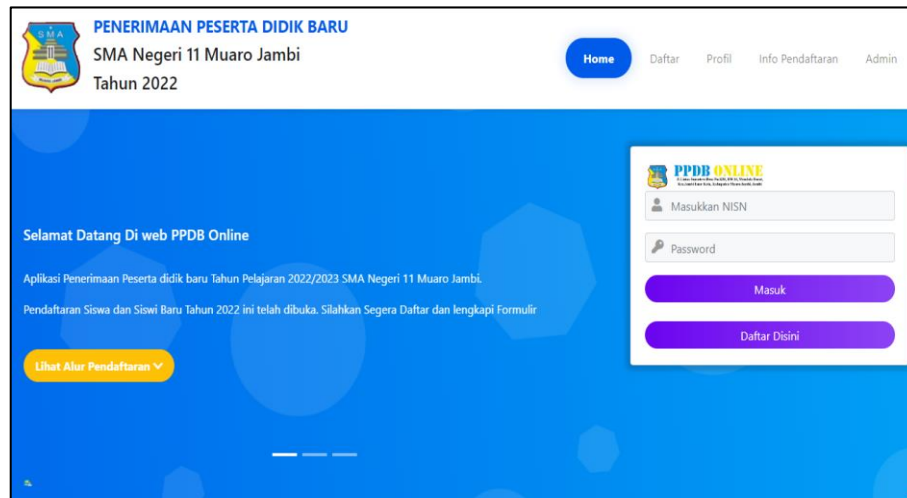 SMA
PENERIMAAN PESERTA DIDIK BARU
SMA Negeri 11 Muaro Jambi
Tahun 2022
Home
Daftar
Profil
Info Pendaftaran
Admin
Selamat Datang Di web PPDB Online
Aplikasi Penerimaan Peserta didik baru Tahun Pelajaran 2022/2023 SMA Negeri 11 Muaro Jambi.
Pendaftaran Siswa dan Siswi Baru Tahun 2022 ini telah dibuka. Silahkan Segera Daftar dan lengkapi Formulir
Lihat Alur Pendaftaran
PPDB ONLINE
Masukkan NISN
Password
Masuk
Daftar Disini